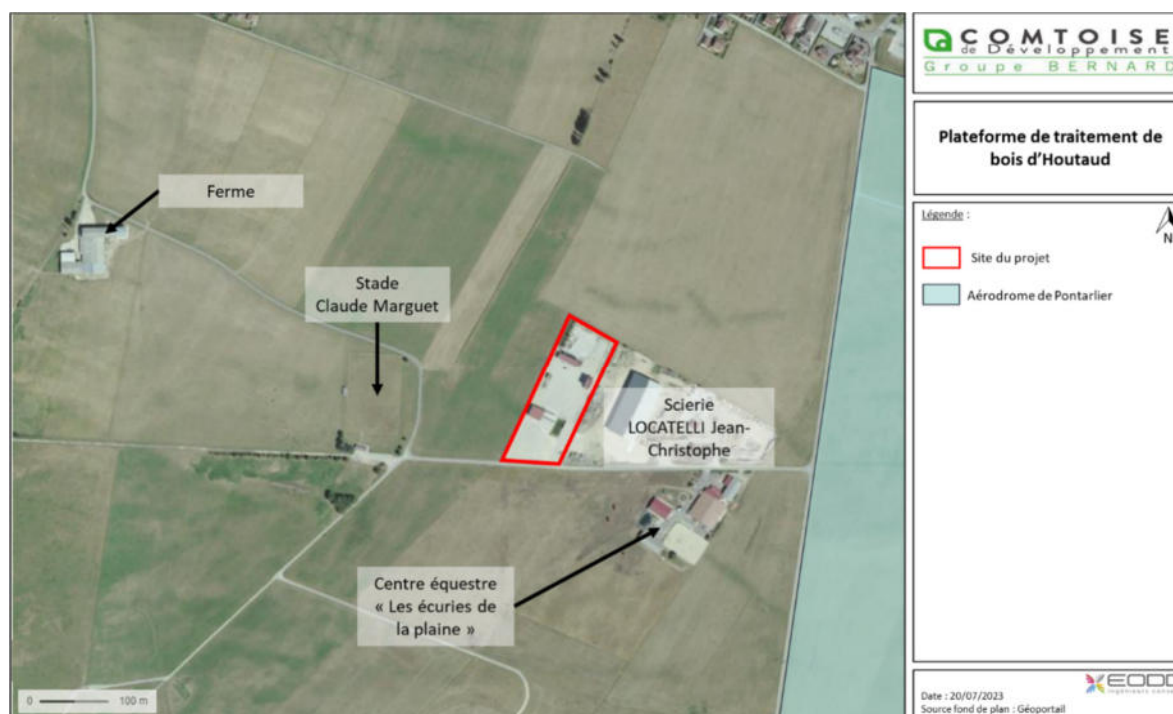 Ferme
Stade
Claude Marguet
Scierie
LOCATELLI Jean-
Christophe
Centre équestre
« Les écuries de
la plaine »
0 100 m
COMTOISE
de Développement
Groupe BERNARD
Plateforme de traitement de
bois d'Houtaud
Légende :
N
Site du projet
Aérodrome de Pontarlier
Date : 20/07/2023
Source fond de plan : Géoportail